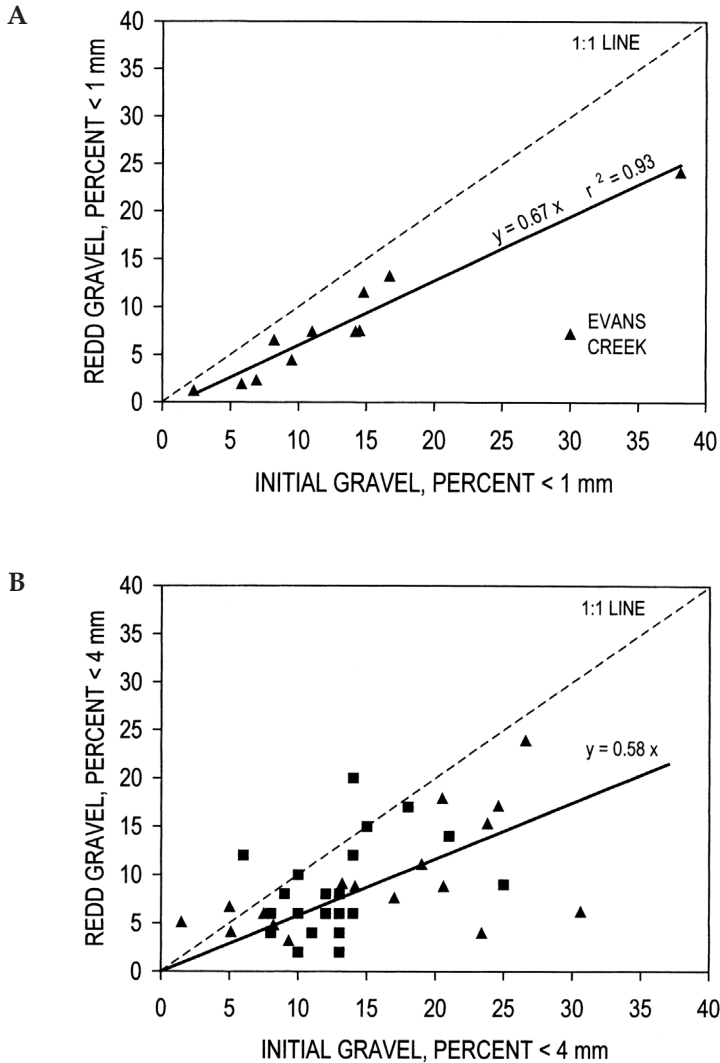 A
REDD GRAVEL, PERCENT < 1 mm
40
35
30
25
20
15
10
5
0
1:1 LINE
y = 0.67 x r 2 = 0.93
EVANS
CREEK
0 5 10 15 20 25 30 35 40
INITIAL GRAVEL, PERCENT < 1 mm
B
REDD GRAVEL, PERCENT < 4 mm
40
35
30
25
20
15
10
5
0
1:1 LINE
y = 0.58 x
0 5 10 15 20 25 30 35 40
INITIAL GRAVEL, PERCENT < 4 mm